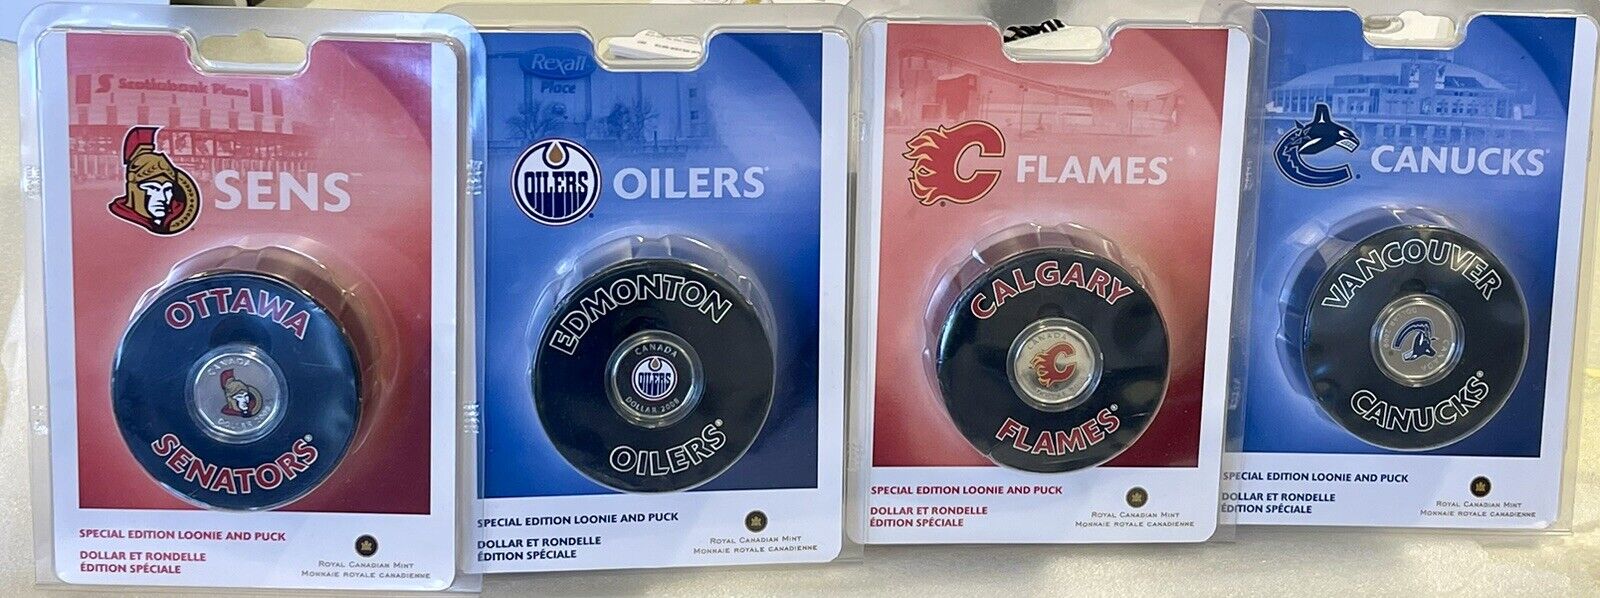 Scotiabank Place
SENS™
OTTAWA
CANADA
DOLLAR
SENATORS®
SPECIAL EDITION LOONIE AND PUCK
DOLLAR ET RONDELLE
ÉDITION SPÉCIALE
ROYAL CANADIAN MINT
MONNAIE ROYALE CANADIENNE
Rexall
Place
OILERS
OILERS®
EDMONTON
CANADA
OILERS
DOLLAR 2008
OILERS®
SPECIAL EDITION LOONIE AND PUCK
DOLLAR ET RONDELLE
ÉDITION SPÉCIALE
ROYAL CANADIAN MINT
MONNAIE ROYALE CANADIENNE
C
FLAMES®
CALGARY
CANADA
C
FLAMES®
SPECIAL EDITION LOONIE AND PUCK
DOLLAR ET RONDELLE
ÉDITION SPÉCIALE
ROYAL CANADIAN MINT
MONNAIE ROYALE CANADIENNE
CANUCKS®
VANCOUVER
CANUCKS®
SPECIAL EDITION LOONIE AND PUCK
DOLLAR ET RONDELLE
ÉDITION SPÉCIALE
ROYAL CANADIAN MINT
MONNAIE ROYALE CANADIENNE